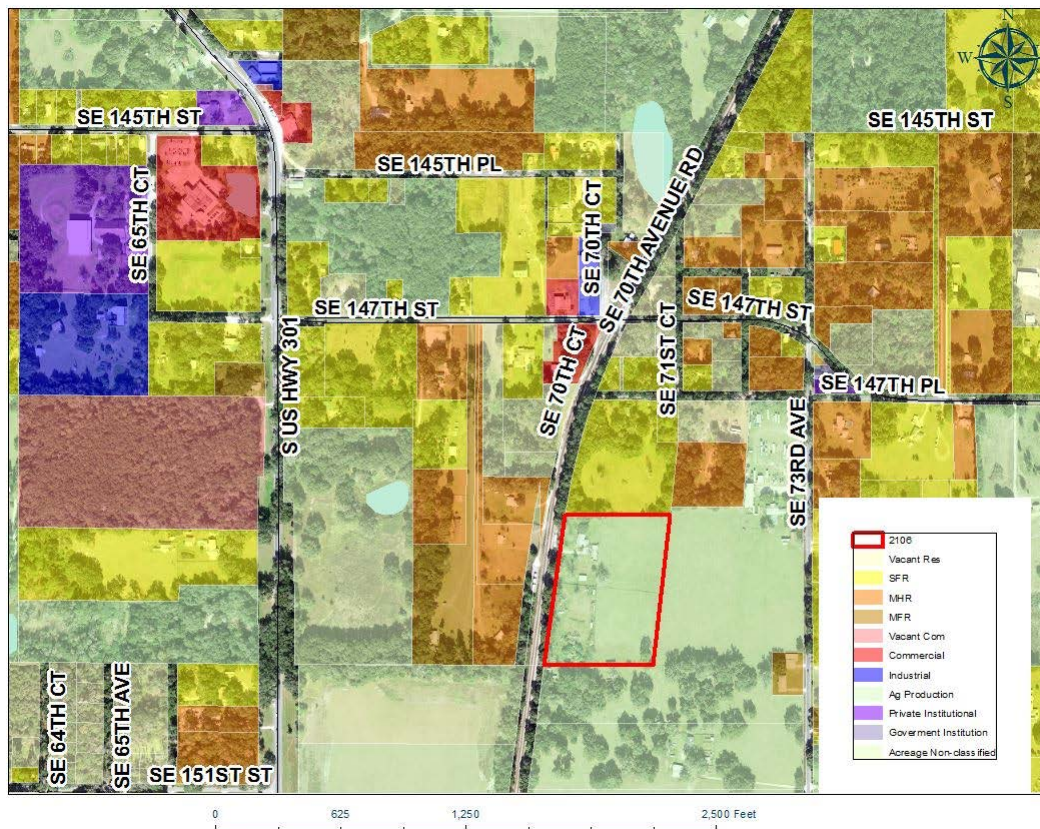 N
W
S
SE 145TH ST
SE 145TH ST
SE 145TH PL
SE 65TH CT
SE 70TH CT
SE 70TH AVENUE RD
SE 147TH ST
SE 147TH ST
S US HWY 301
SE 70TH CT
SE 71ST CT
SE 147TH PL
SE 73RD AVE
SE 64TH CT
SE 65TH AVE
SE 151ST ST
2106
Vacant Res
SFR
MHR
MFR
Vacant Com
Commercial
Industrial
Ag Production
Private Institutional
Goverment Institution
Acreage Non-classified
0 625 1,250 2,500 Feet